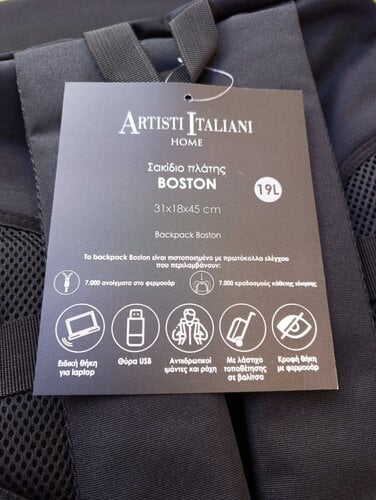 ARTISTI ITALIANI
HOME
Σακίδιο πλάτης
BOSTON
19L
31x18x45 cm
Backpack Boston
Το backpack Boston είναι πιστοποιημένο με πρωτόκολλα ελέγχου
που περιλαμβάνουν:
7.000 ανοίγματα στο φερμουάρ
7.000 κραδασμούς κάθετης κίνησης
Ειδική θήκη
για laptop
Θύρα USB
Αντιιδρωτικοί
ιμάντες και ράχη
Με λάστιχο
τοποθέτησης
σε βαλίτσα
Κρυφή θήκη
με φερμουάρ